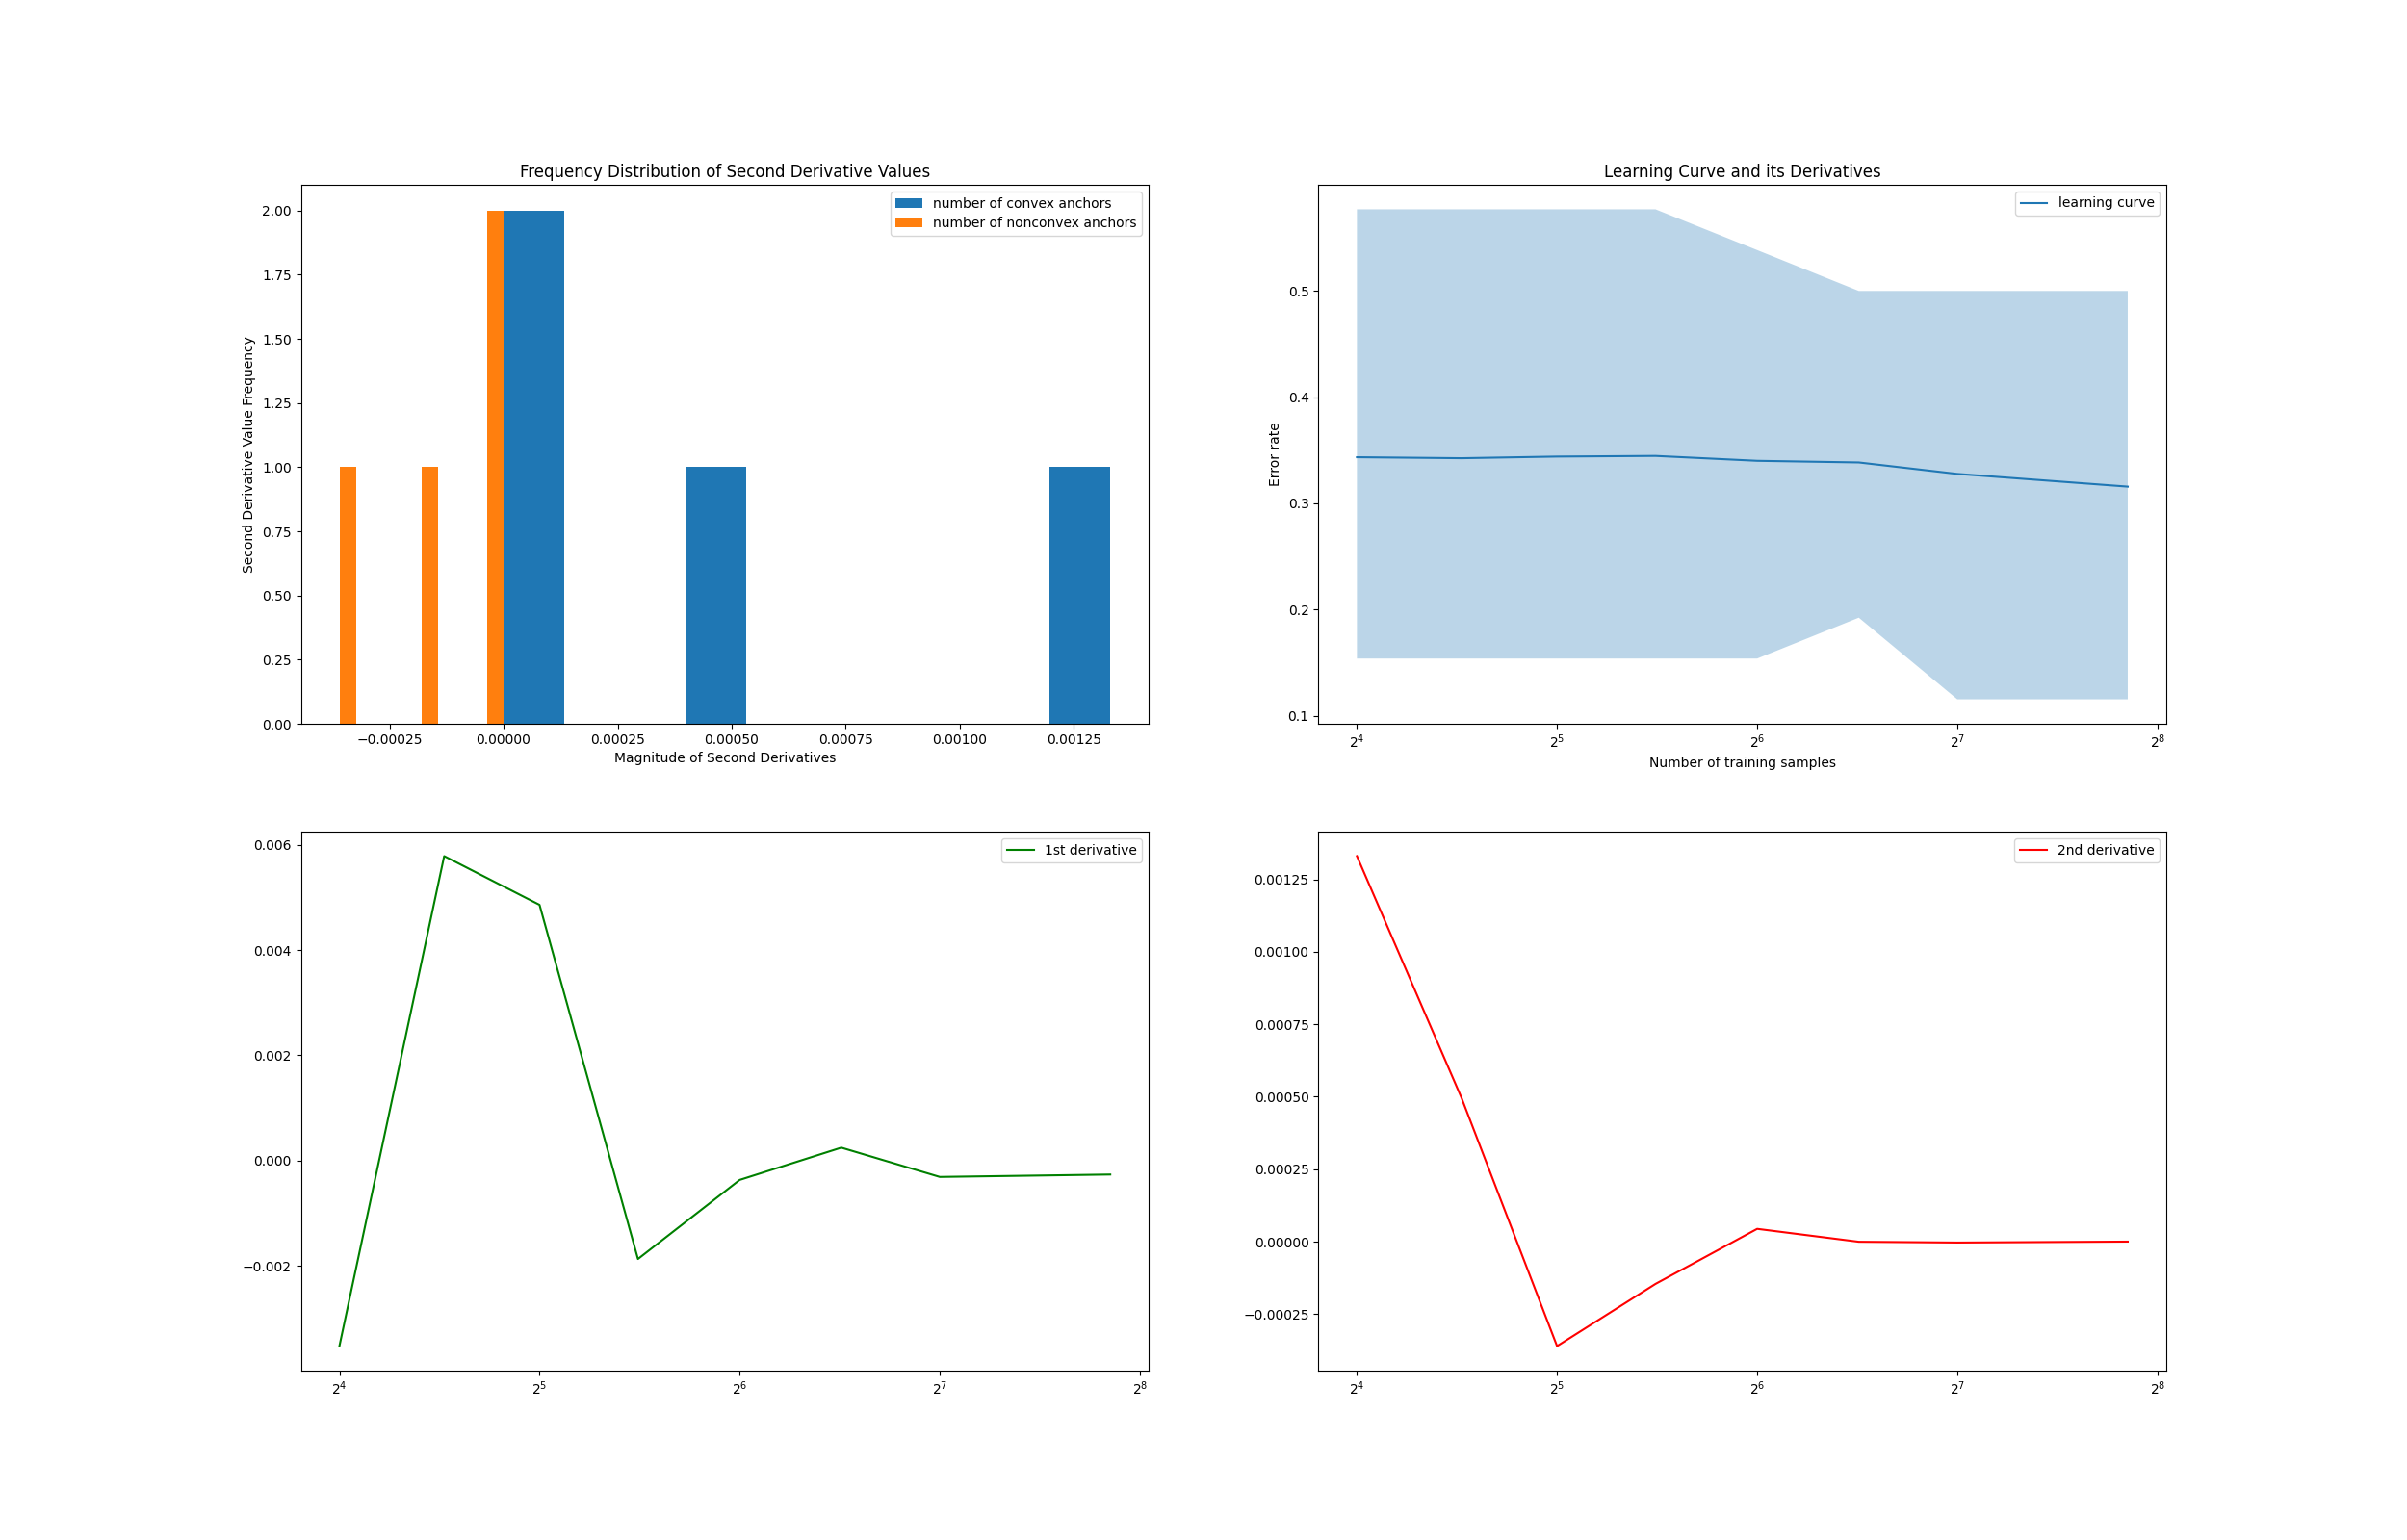 Frequency Distribution of Second Derivative Values
number of convex anchors
number of nonconvex anchors
Second Derivative Value Frequency
2.00
1.75
1.50
1.25
1.00
0.75
0.50
0.25
0.00
−0.00025 0.00000 0.00025 0.00050 0.00075 0.00100 0.00125
Magnitude of Second Derivatives
Learning Curve and its Derivatives
learning curve
Error rate
0.5
0.4
0.3
0.2
0.1
2⁴ 2⁵ 2⁶ 2⁷ 2⁸
Number of training samples
1st derivative
0.006
0.004
0.002
0.000
−0.002
2⁴ 2⁵ 2⁶ 2⁷ 2⁸
2nd derivative
0.00125
0.00100
0.00075
0.00050
0.00025
0.00000
−0.00025
2⁴ 2⁵ 2⁶ 2⁷ 2⁸